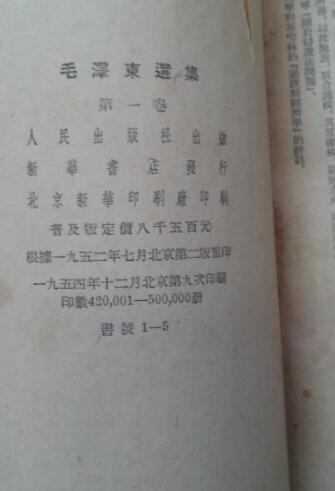 毛澤東選集
第一卷
人民出版社出版
新華書店發行
北京新華印刷廠印刷
普及版定價八千五百元
根據一九五二年七月北京第二版重印
一九五四年十二月北京第九次印刷
印數420,001—500,000册
書號1—5